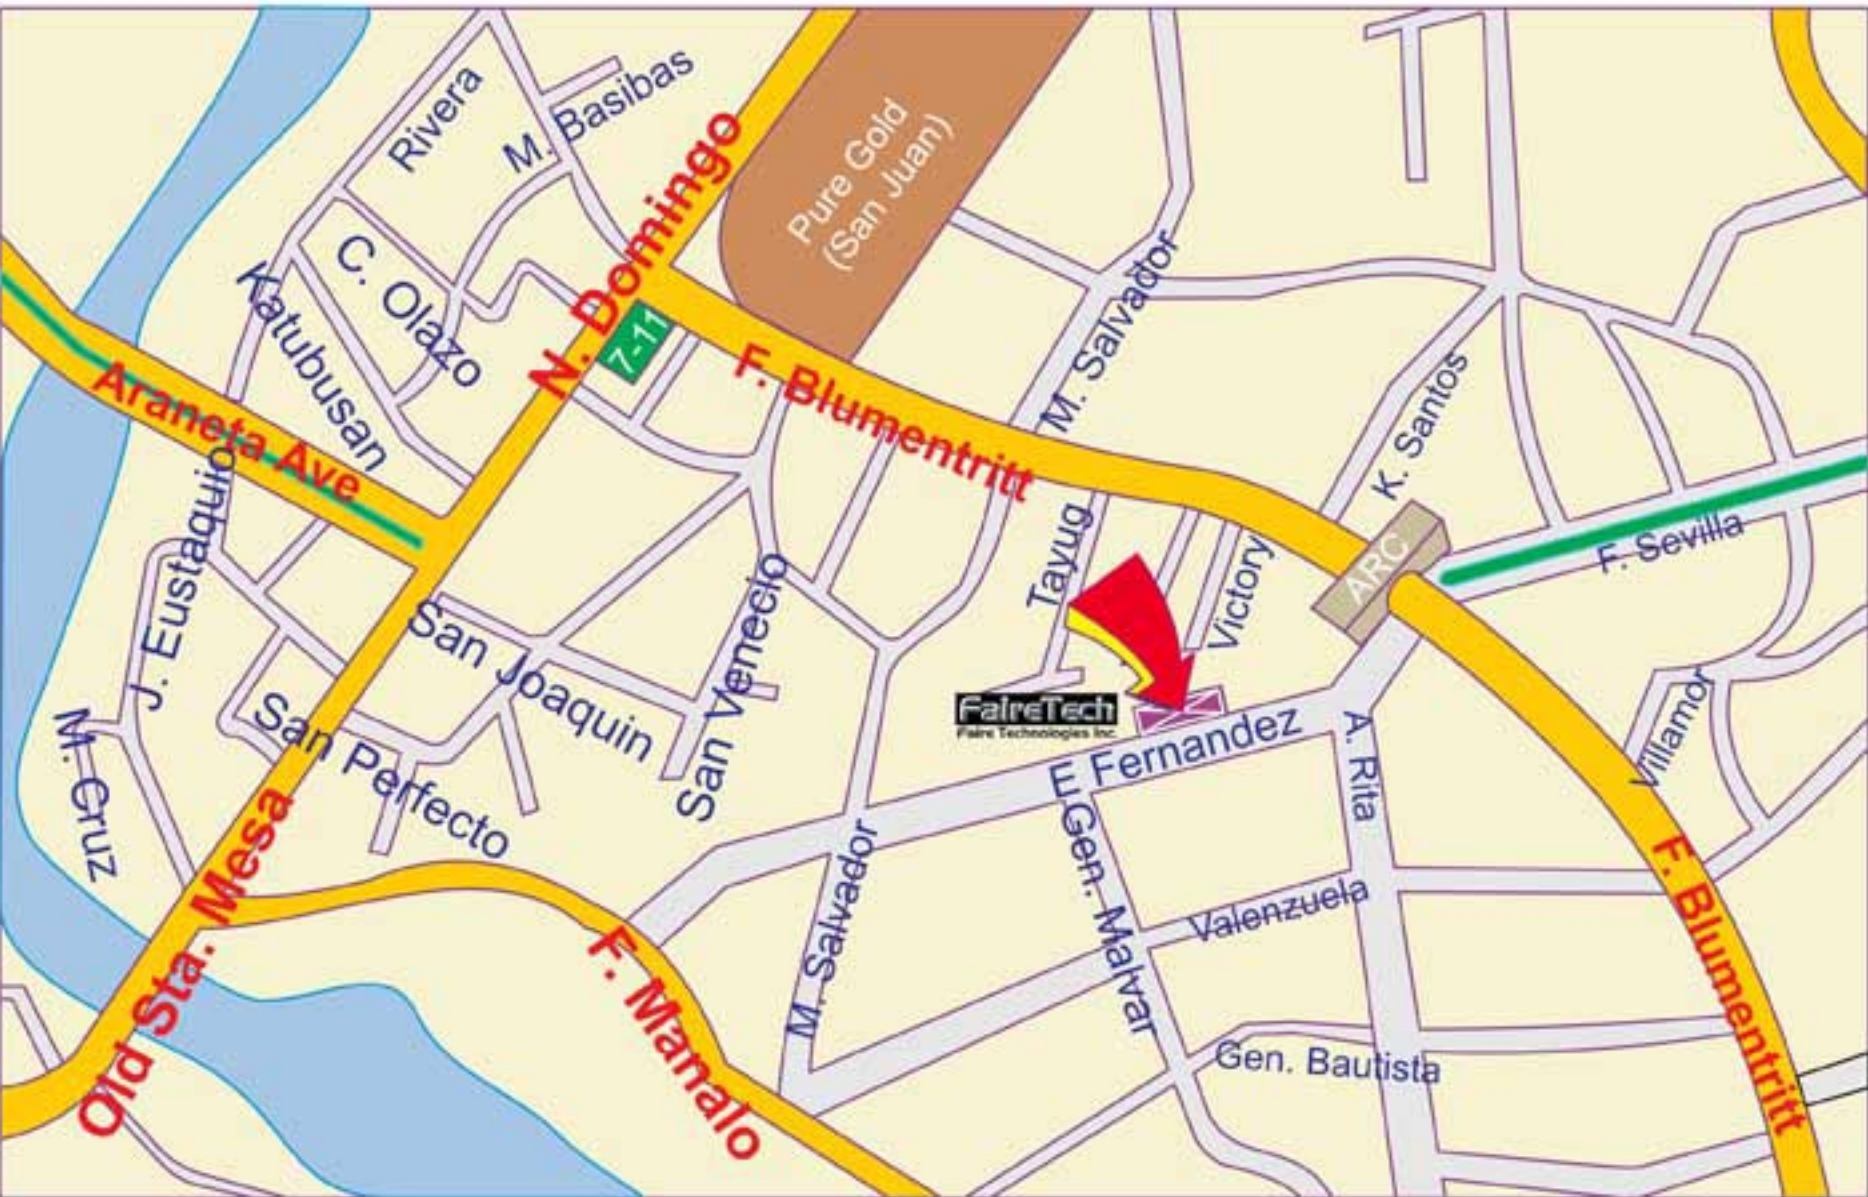 Rivera
M. Basibas
N. Domingo
Pure Gold
(San Juan)
C. Olazo
Katubusan
7-11
M. Salvador
F. Blumentritt
K. Santos
Araneta Ave
J. Eustaquio
ARC
F. Sevilla
Tayug
Victory
San Joaquin
San Venecio
M. Cruz
San Perfecto
FaireTech
Faire Technologies Inc.
E. Fernandez
A. Rita
Villamor
Old Sta. Mesa
F. Manalo
M. Salvador
Gen. Malvar
Valenzuela
Gen. Bautista
F. Blumentritt